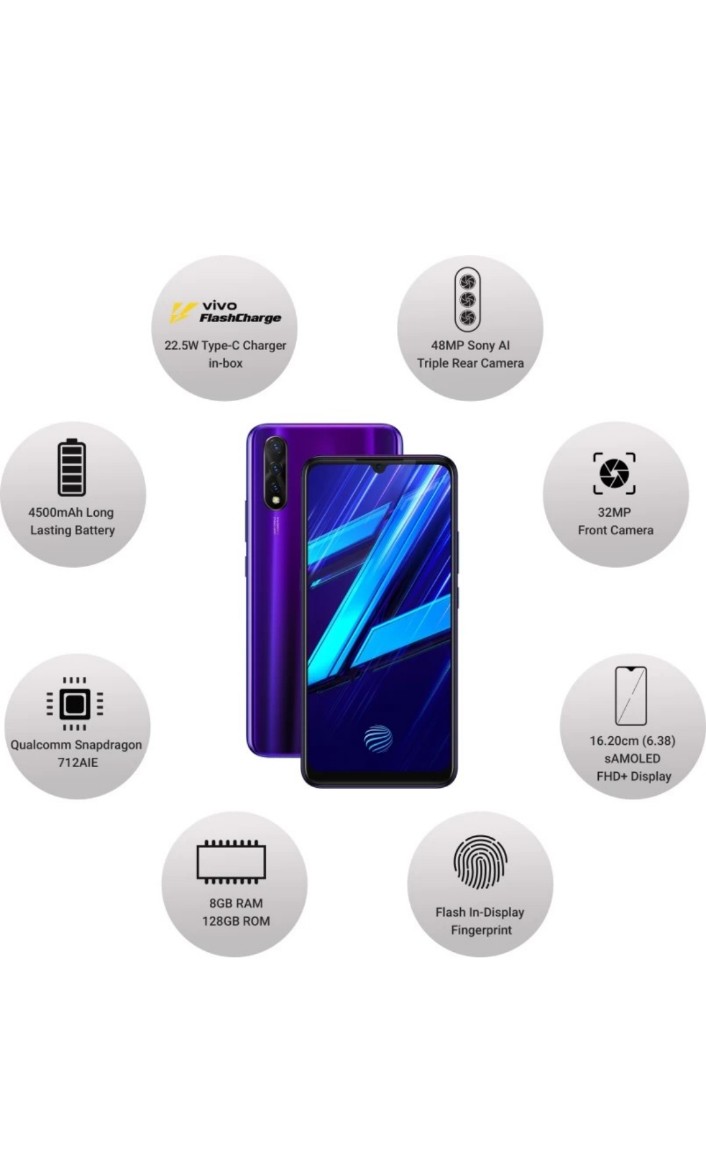 vivo
FlashCharge
22.5W Type-C Charger
in-box
48MP Sony AI
Triple Rear Camera
4500mAh Long
Lasting Battery
32MP
Front Camera
Qualcomm Snapdragon
712AIE
16.20cm (6.38)
sAMOLED
FHD+ Display
8GB RAM
128GB ROM
Flash In-Display
Fingerprint